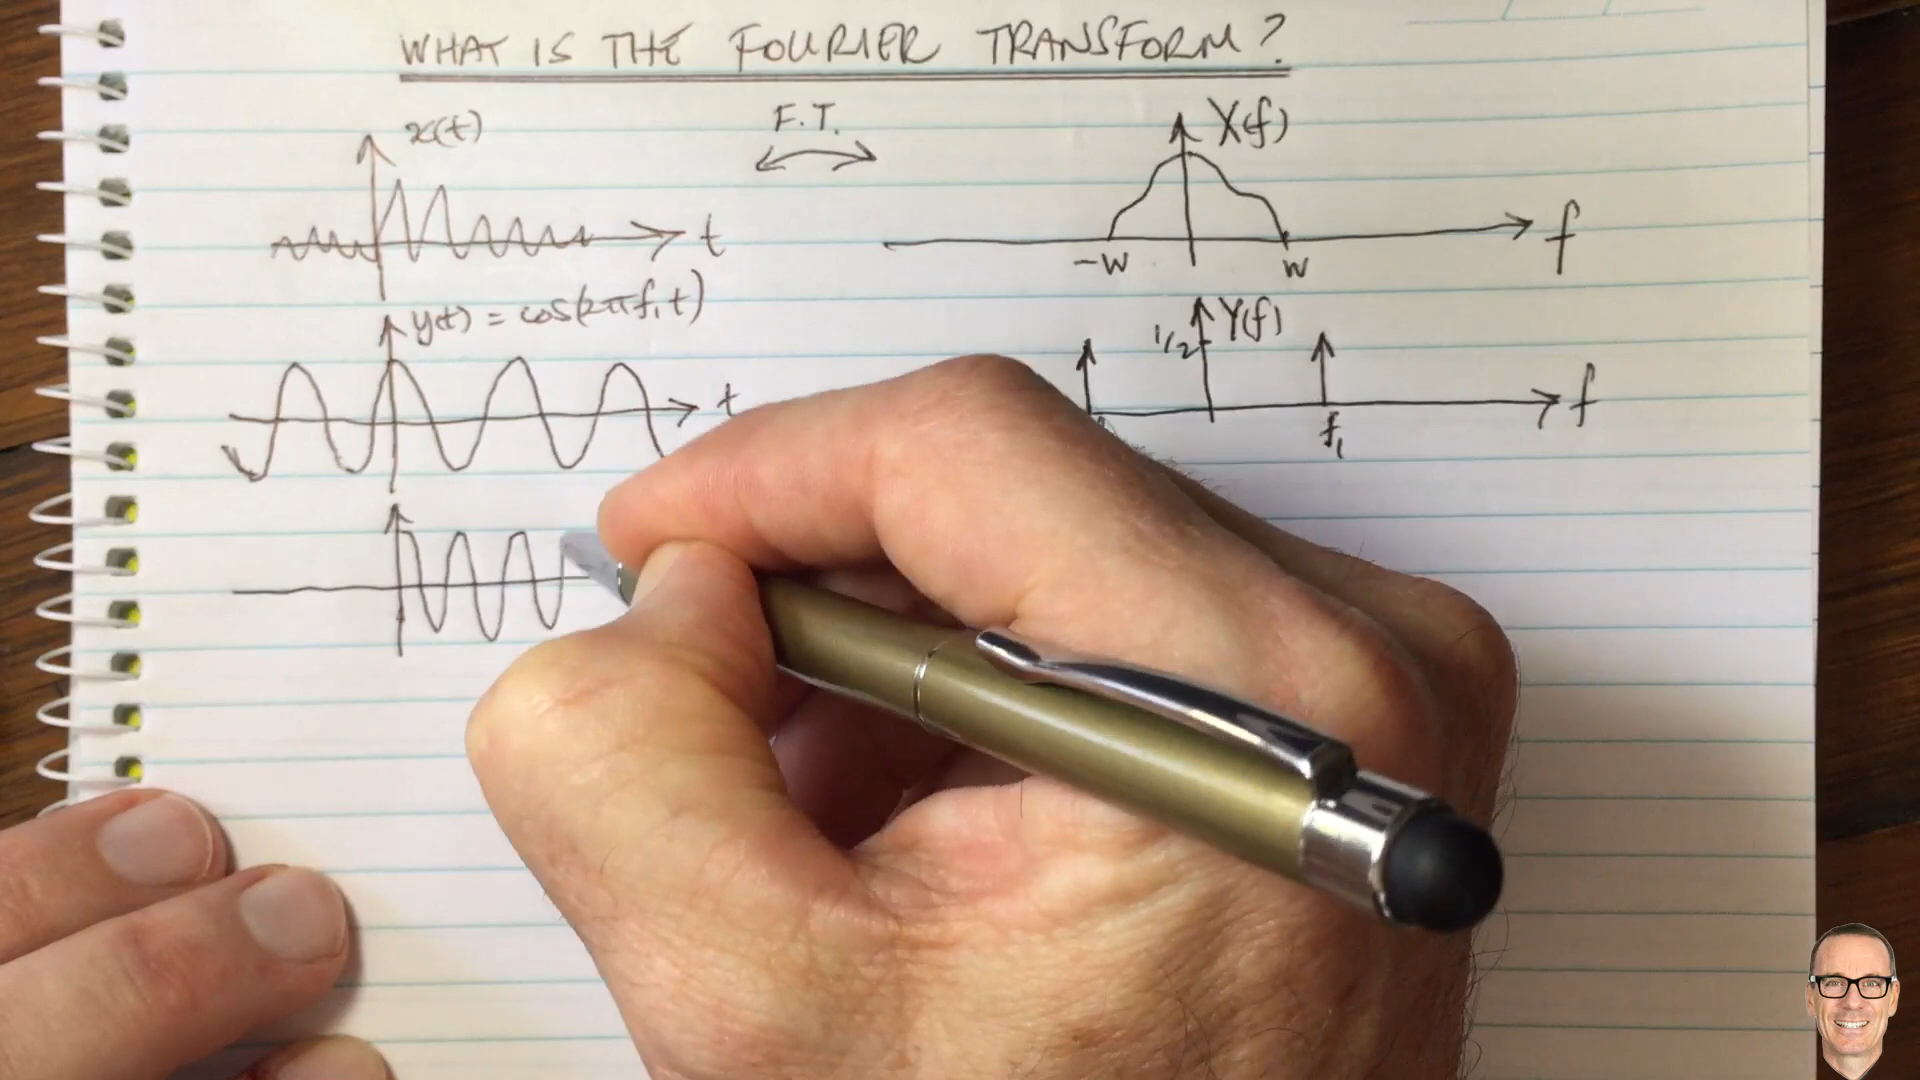 WHAT IS THE FOURIER TRANSFORM?
x(t)
F.T.
X(f)
t
f
-W
W
y(t) = cos(2πf₁t)
1/2
Y(f)
t
f
f₁